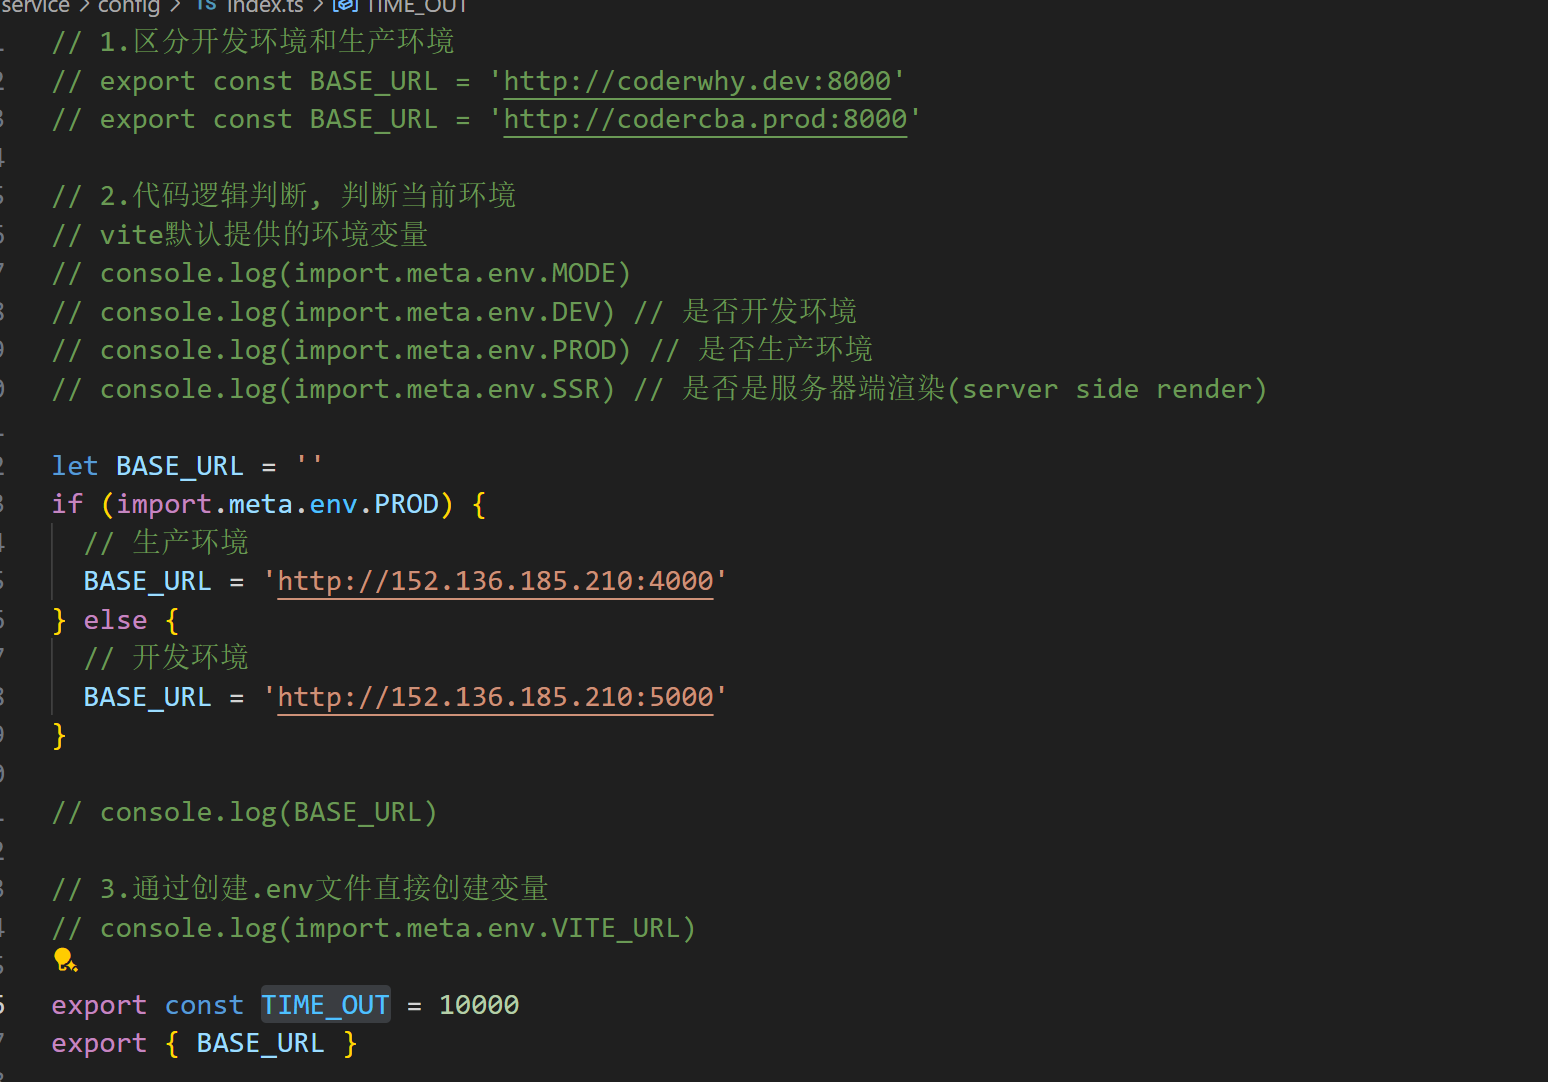 service > config > TS index.ts > TIME_OUT
// 1.区分开发环境和生产环境
// export const BASE_URL = 'http://coderwhy.dev:8000'
// export const BASE_URL = 'http://codercba.prod:8000'
// 2.代码逻辑判断, 判断当前环境
// vite默认提供的环境变量
// console.log(import.meta.env.MODE)
// console.log(import.meta.env.DEV) // 是否开发环境
// console.log(import.meta.env.PROD) // 是否生产环境
// console.log(import.meta.env.SSR) // 是否是服务器端渲染(server side render)
let BASE_URL = ''
if (import.meta.env.PROD) {
// 生产环境
BASE_URL = 'http://152.136.185.210:4000'
} else {
// 开发环境
BASE_URL = 'http://152.136.185.210:5000'
}
// console.log(BASE_URL)
// 3.通过创建.env文件直接创建变量
// console.log(import.meta.env.VITE_URL)
export const TIME_OUT = 10000
export { BASE_URL }